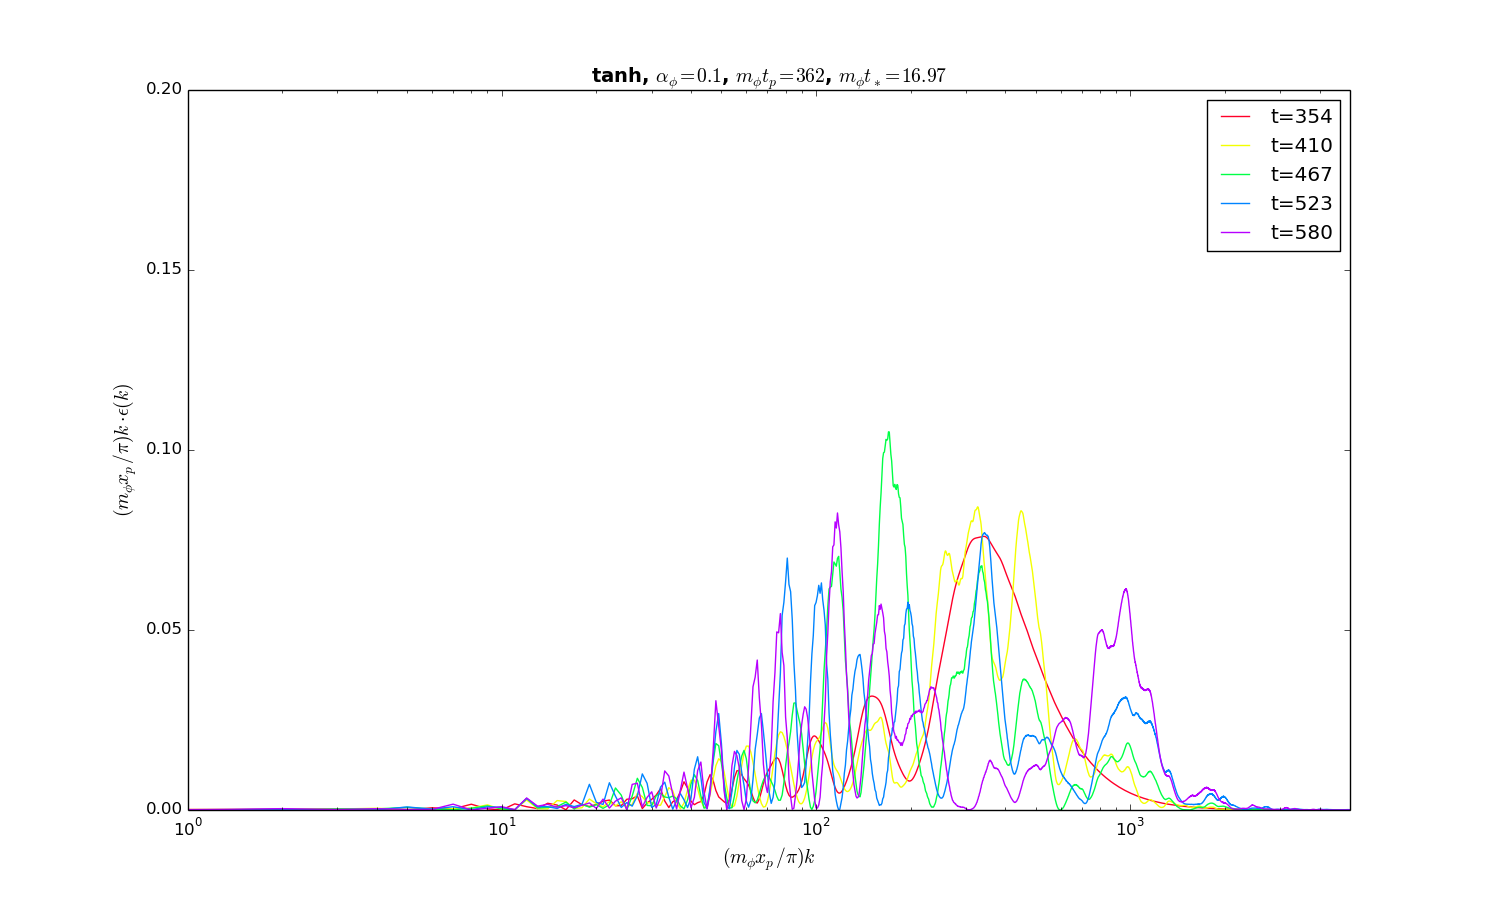 tanh, α_ϕ=0.1, m_ϕt_p=362, m_ϕt_*=16.97
0.20
t=354
t=410
t=467
t=523
t=580
0.15
0.10
(m_ϕx_p/π)k·ϵ(k)
0.05
0.00
10^0 10^1 10^2 10^3
(m_ϕx_p/π)k